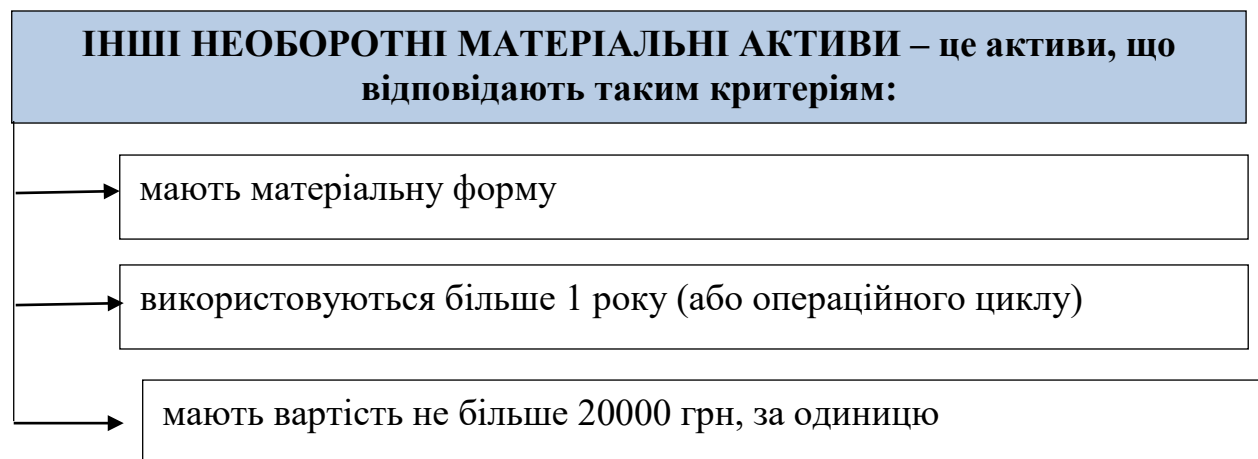 ІНШІ НЕОБОРОТНІ МАТЕРІАЛЬНІ АКТИВИ – це активи, що
відповідають таким критеріям:
мають матеріальну форму
використовуються більше 1 року (або операційного циклу)
мають вартість не більше 20000 грн, за одиницю